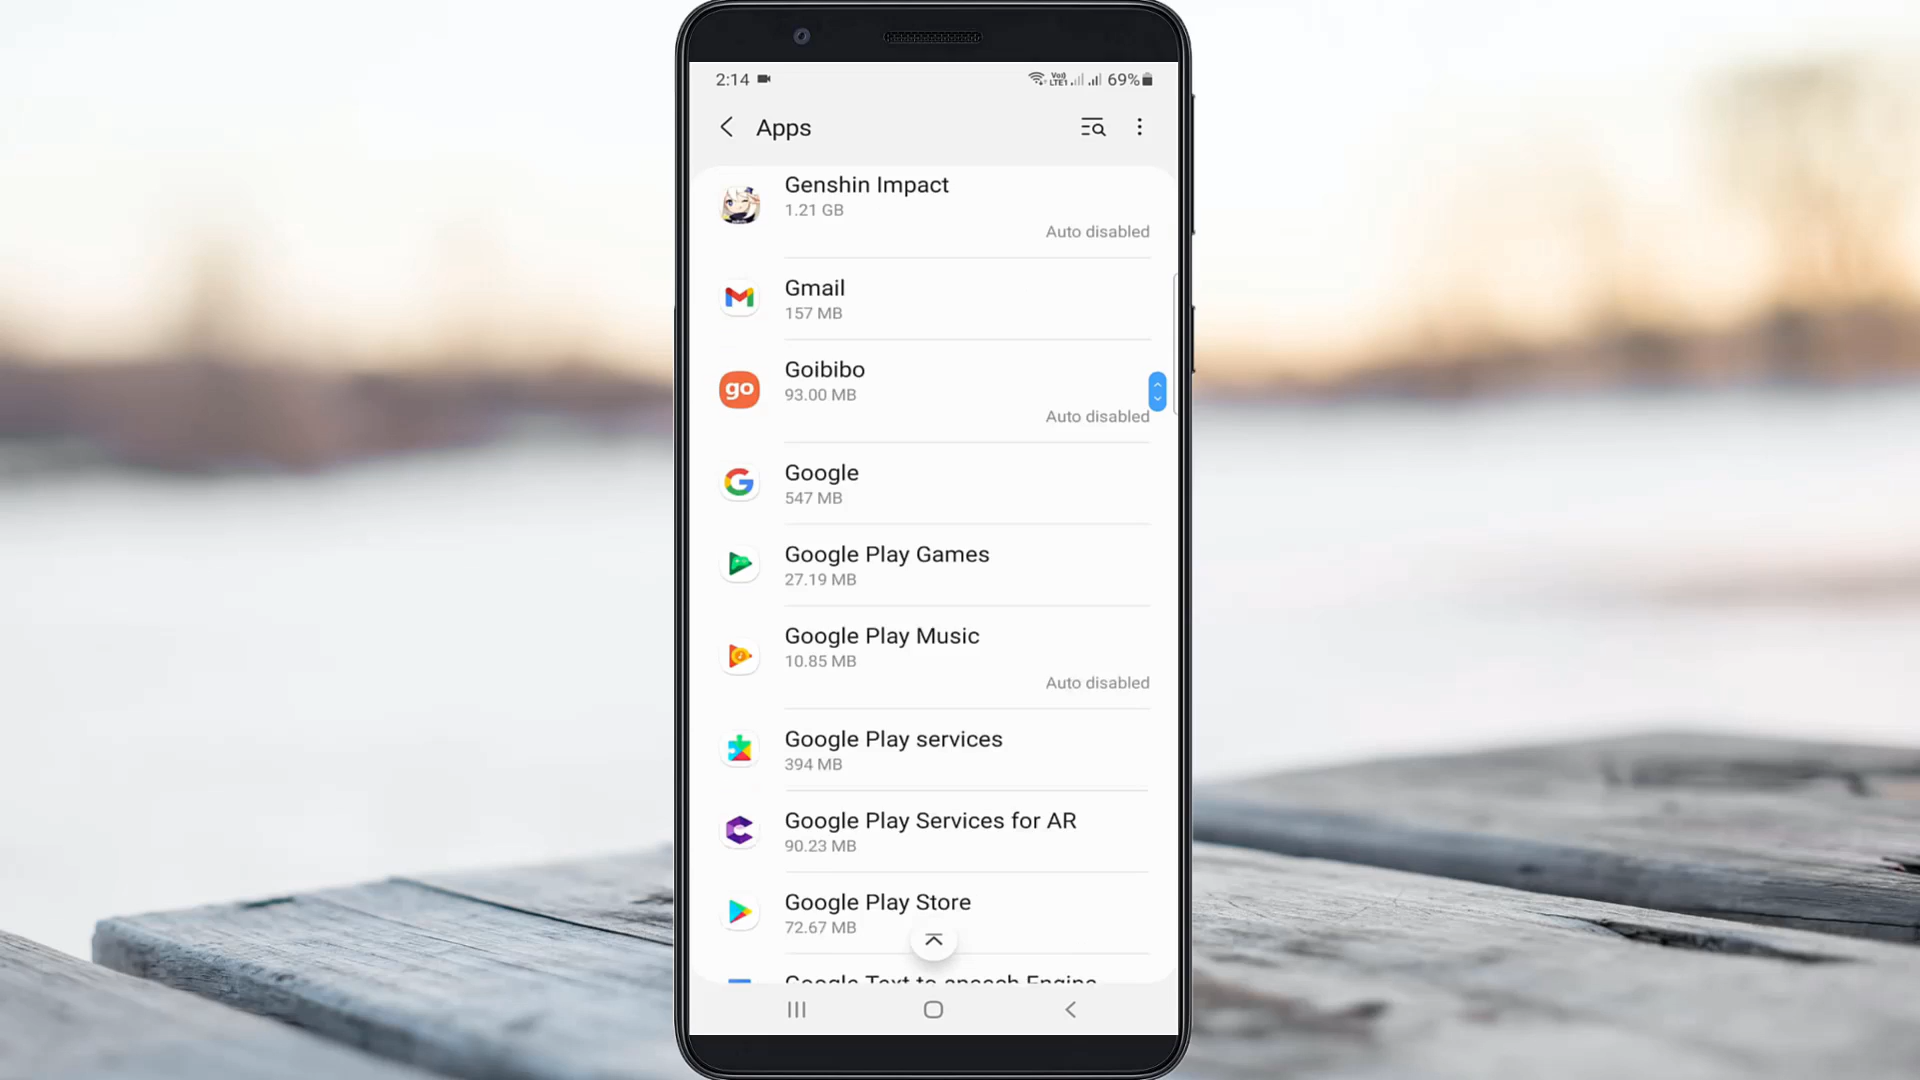 2:14
Vo)) LTE1 69%
Apps
Genshin Impact
1.21 GB
Auto disabled
Gmail
157 MB
Goibibo
go
93.00 MB
Auto disabled
Google
547 MB
Google Play Games
27.19 MB
Google Play Music
10.85 MB
Auto disabled
Google Play services
394 MB
Google Play Services for AR
90.23 MB
Google Play Store
72.67 MB
Google Text to speech Engine